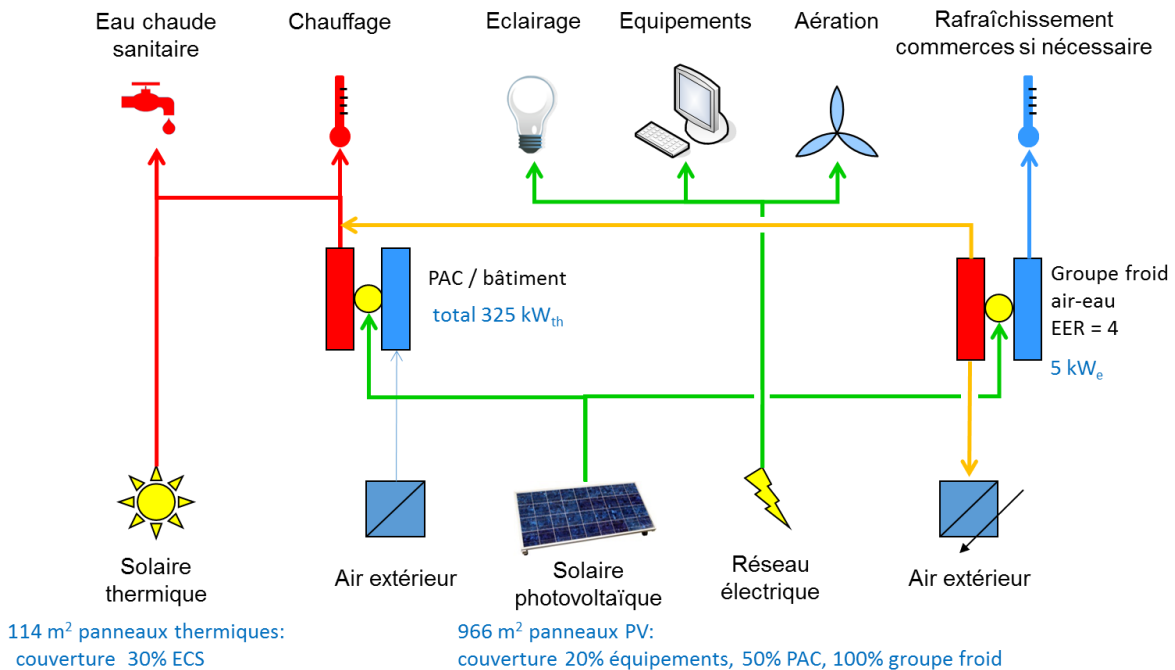 Eau chaude
sanitaire
Chauffage
Eclairage
Equipements
Aération
Rafraîchissement
commerces si nécessaire
PAC / bâtiment
total 325 kWth
Groupe froid
air-eau
EER = 4
5 kWe
Solaire
thermique
Air extérieur
Solaire
photovoltaïque
Réseau
électrique
Air extérieur
114 m² panneaux thermiques:
couverture 30% ECS
966 m² panneaux PV:
couverture 20% équipements, 50% PAC, 100% groupe froid